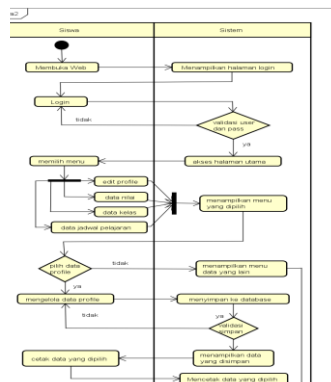 Siswa
Sistem
Membuka Web
Menampilkan halaman login
Login
validasi user
dan pass
tidak
ya
memilih menu
akses halaman utama
edit profile
data nilai
data kelas
data jadwal pelajaran
menampilkan menu
yang dipilih
pilih data
profile
tidak
menampilkan menu
data yang lain
ya
mengelola data profile
menyimpan ke database
tidak
ya
validasi
simpan
cetak data yang dipilih
menampilkan data
yang disimpan
Mencetak data yang dipilih